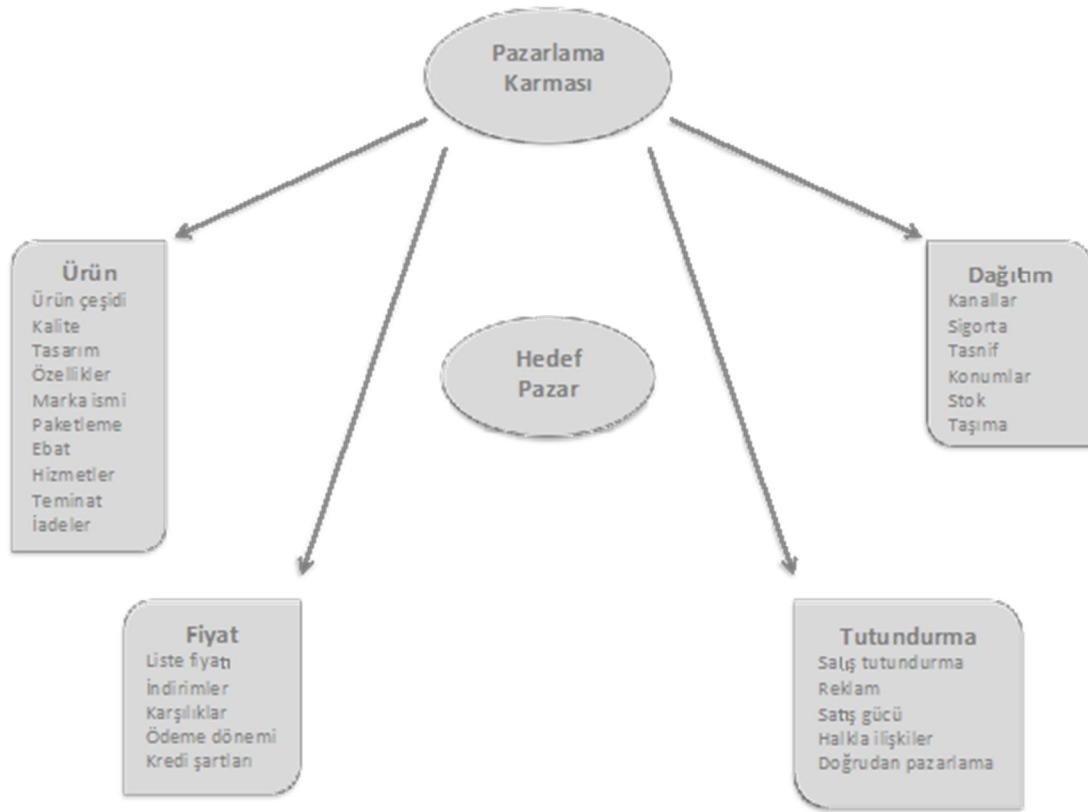 Pazarlama
Karması
Ürün
Ürün çeşidi
Kalite
Tasarım
Özellikler
Marka ismi
Paketleme
Ebat
Hizmetler
Teminat
İadeler
Hedef
Pazar
Dağıtım
Kanallar
Sigorta
Tasnif
Konumlar
Stok
Taşıma
Fiyat
Liste fiyatı
İndirimler
Karşılıklar
Ödeme dönemi
Kredi şartları
Tutundurma
Salış tutundurma
Reklam
Satış gücü
Halkla ilişkiler
Doğrudan pazarlama